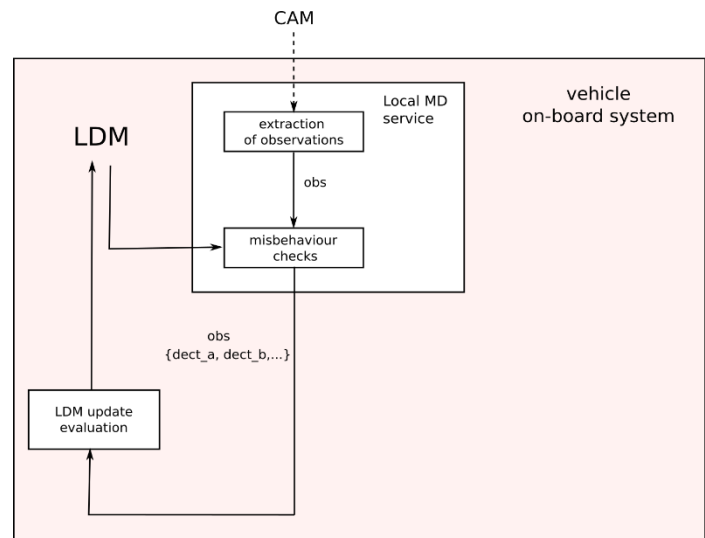 CAM
Local MD
service
vehicle
on-board system
extraction
of observations
LDM
obs
misbehaviour
checks
obs
{dect_a, dect_b,...}
LDM update
evaluation